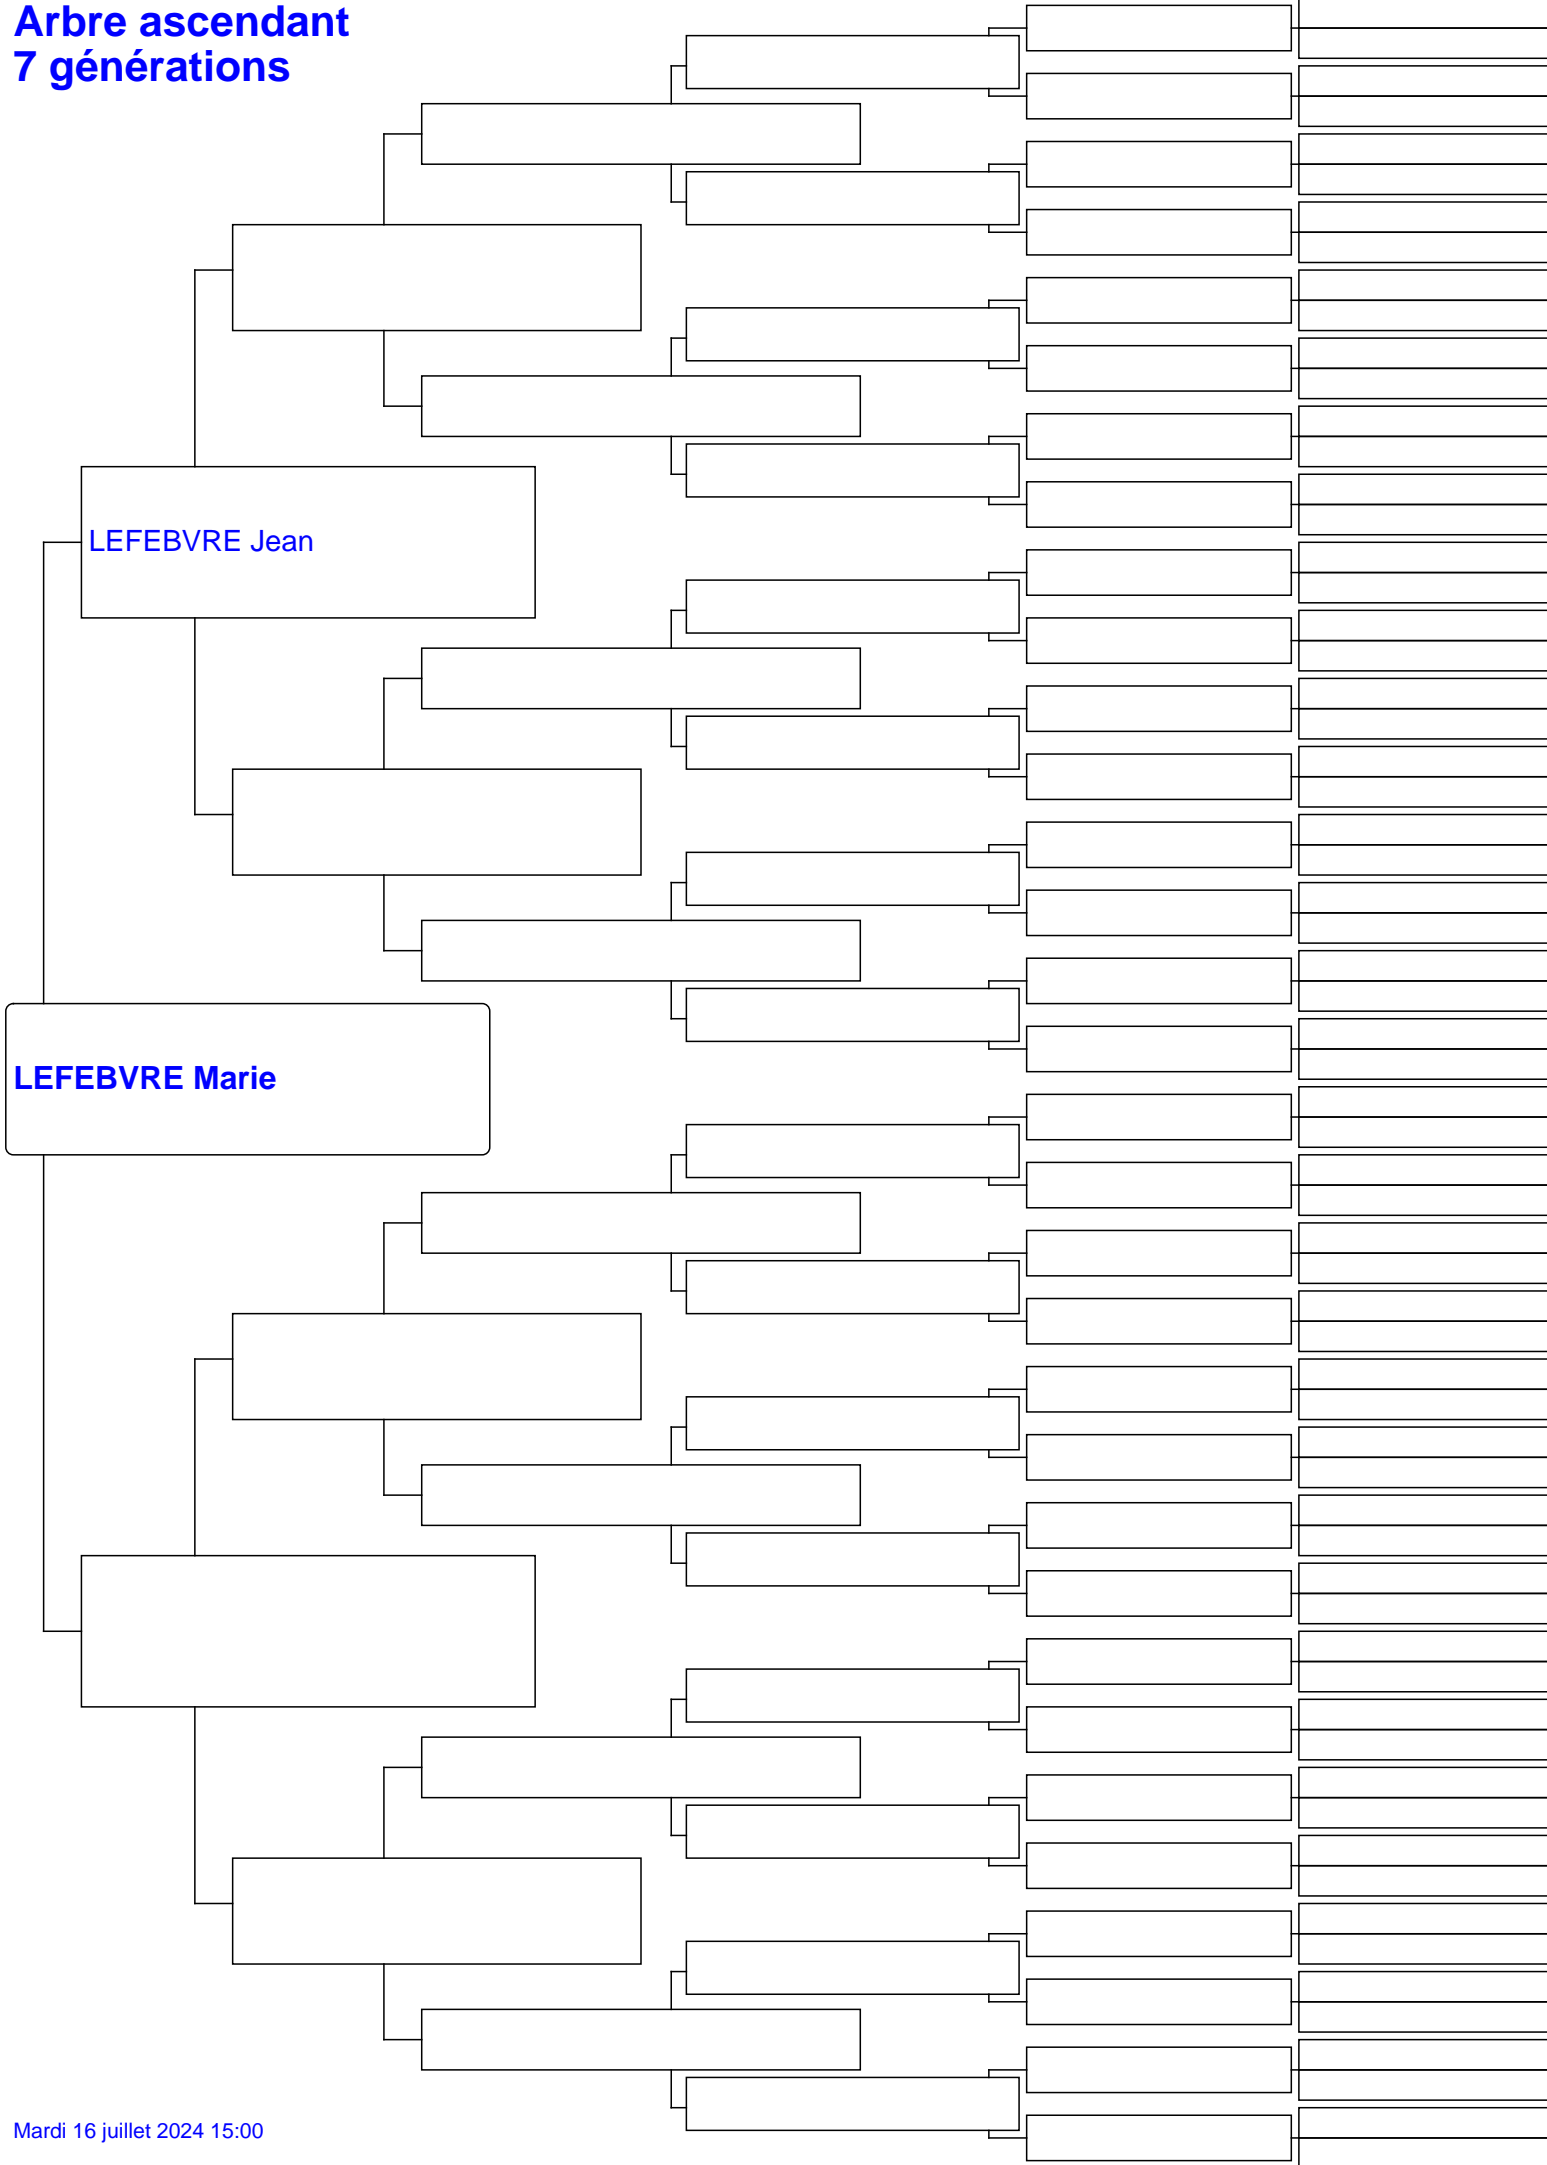 Arbre ascendant
7 générations
LEFEBVRE Jean
LEFEBVRE Marie
Mardi 16 juillet 2024 15:00